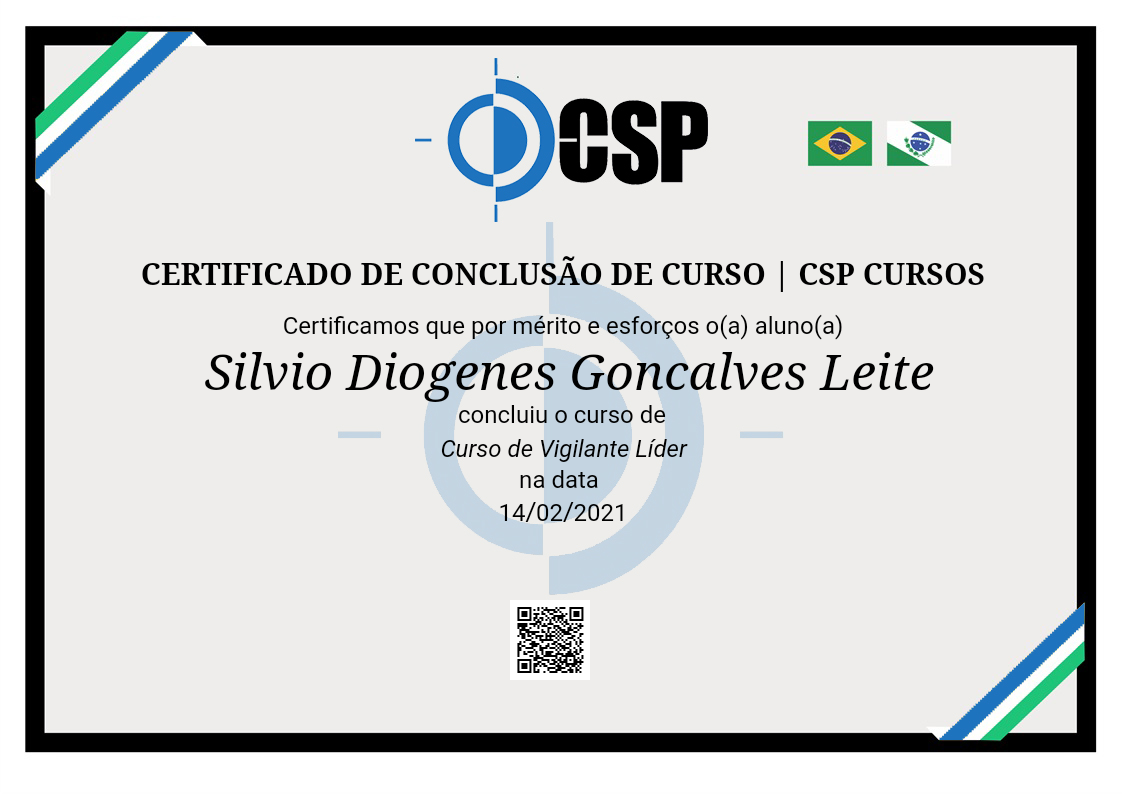 CSP
CERTIFICADO DE CONCLUSÃO DE CURSO | CSP CURSOS
Certificamos que por mérito e esforços o(a) aluno(a)
Silvio Diogenes Goncalves Leite
concluiu o curso de
Curso de Vigilante Líder
na data
14/02/2021